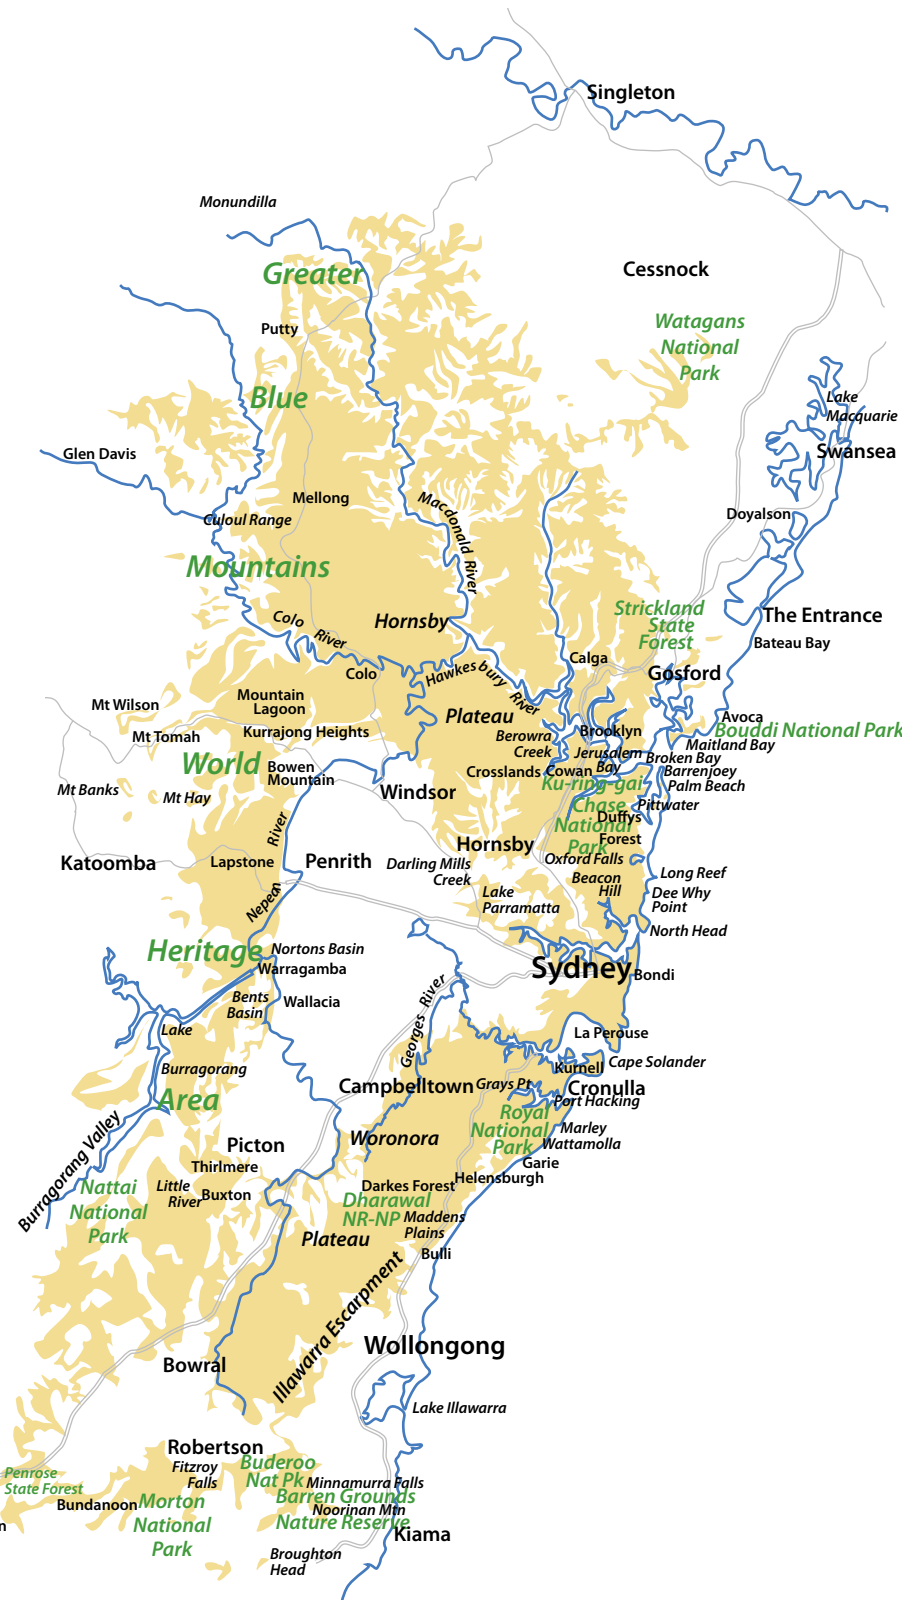 Singleton
Monundilla
Greater
Cessnock
Putty
Watagans
National
Park
Blue
Lake
Macquarie
Glen Davis
Swansea
Mellong
Macdonald River
Culoul Range
Doyalson
Mountains
Strickland
State
Forest
Colo River
Hornsby
The Entrance
Bateau Bay
Calga
Colo
Hawkesbury River
Gosford
Mt Wilson
Mountain
Lagoon
Plateau
Avoca
Bouddi National Park
Mt Tomah
Kurrajong Heights
Berowra
Creek
Brooklyn
Maitland Bay
World
Bowen
Mountain
Jerusalem
Bay
Broken Bay
Crosslands
Cowan
Barrenjoey
Palm Beach
Mt Banks
Mt Hay
Windsor
Ku-ring-gai
Chase
National
Park
Pittwater
Duffys
Forest
Nepean River
Hornsby
Katoomba
Lapstone
Penrith
Darling Mills
Creek
Oxford Falls
Beacon
Hill
Long Reef
Lake
Parramatta
Dee Why
Point
North Head
Heritage
Nortons Basin
Warragamba
Sydney
Bondi
Bents
Basin
Wallacia
Georges River
Lake
Burragorang
La Perouse
Kurnell
Cape Solander
Area
Campbelltown
Grays Pt
Cronulla
Port Hacking
Royal
National
Park
Burragorang Valley
Picton
Woronora
Marley
Wattamolla
Thirlmere
Garie
Helensburgh
Nattai
National
Park
Little
River
Buxton
Darkes Forest
Dharawal
NR-NP
Maddens
Plains
Plateau
Bulli
Illawarra Escarpment
Wollongong
Bowral
Lake Illawarra
Robertson
Fitzroy
Falls
Buderoo
Nat Pk
Penrose
State Forest
Minnamurra Falls
Bundanoon
Morton
National
Park
Barren Grounds
Noorinan Mtn
Nature Reserve
n
Kiama
Broughton
Head